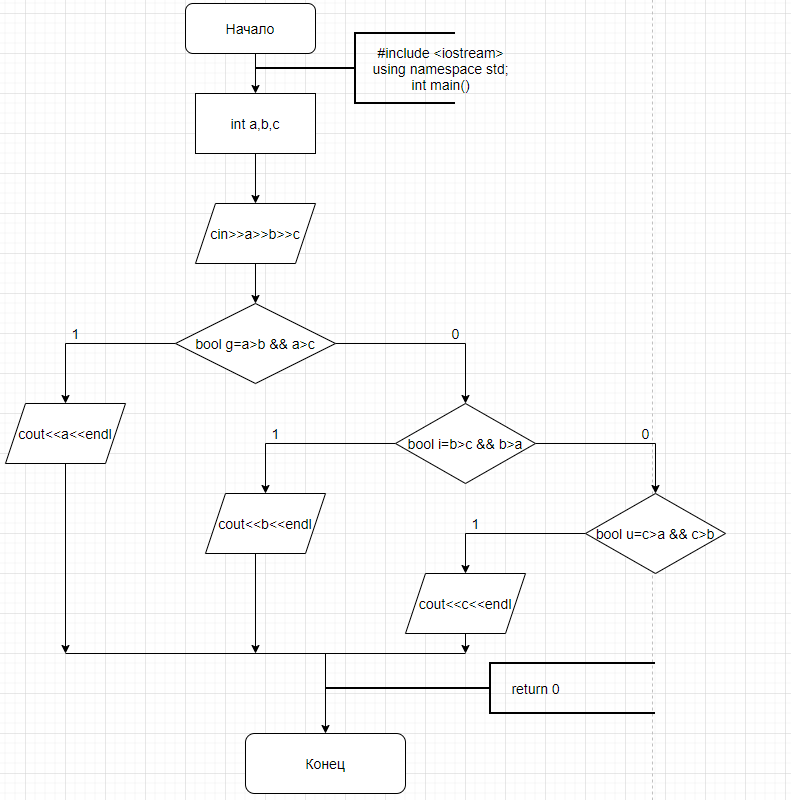 Начало
#include <iostream>
using namespace std;
int main()
int a,b,c
cin>>a>>b>>c
bool g=a>b && a>c
1
0
cout<<a<<endl
bool i=b>c && b>a
1
0
cout<<b<<endl
bool u=c>a && c>b
1
cout<<c<<endl
return 0
Конец